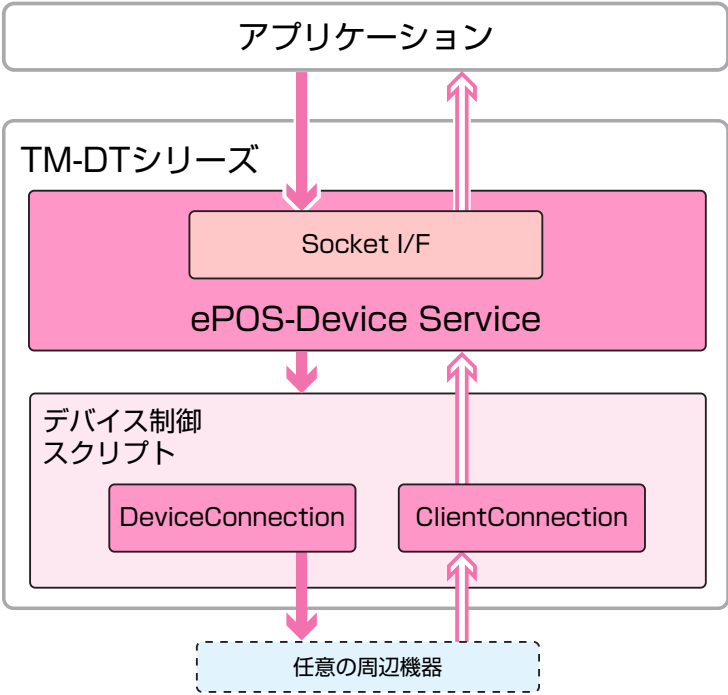 アプリケーション
TM-DTシリーズ
Socket I/F
ePOS-Device Service
デバイス制御
スクリプト
DeviceConnection
ClientConnection
任意の周辺機器